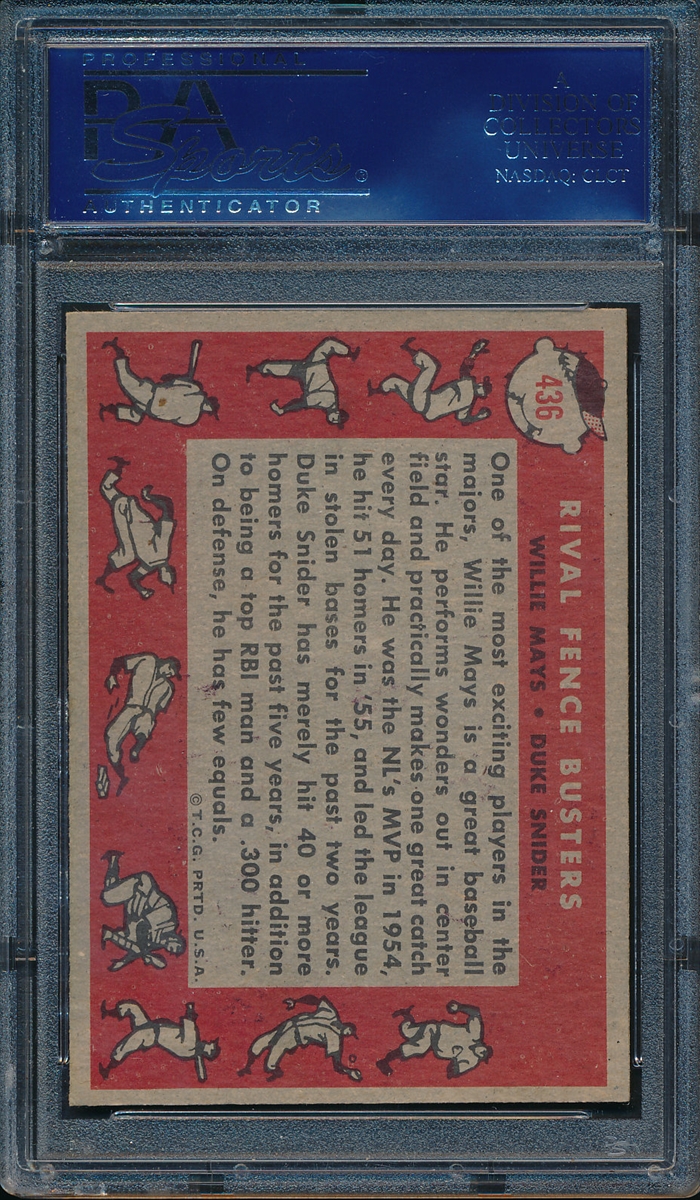 PROFESSIONAL
PSA
Sports®
AUTHENTICATOR
A
DIVISION OF
COLLECTORS
UNIVERSE
NASDAQ: CLCT
436
RIVAL FENCE BUSTERS
WILLIE MAYS • DUKE SNIDER
One of the most exciting players in the
majors, Willie Mays is a great baseball
star. He performs wonders out in center
field and practically makes one great catch
every day. He was the NL's MVP in 1954,
he hit 51 homers in '55, and led the league
in stolen bases for the past two years.
Duke Snider has merely hit 40 or more
homers for the past five years, in addition
to being a top RBI man and a .300 hitter.
On defense, he has few equals.
© T.C.G. PRTD. U.S.A.